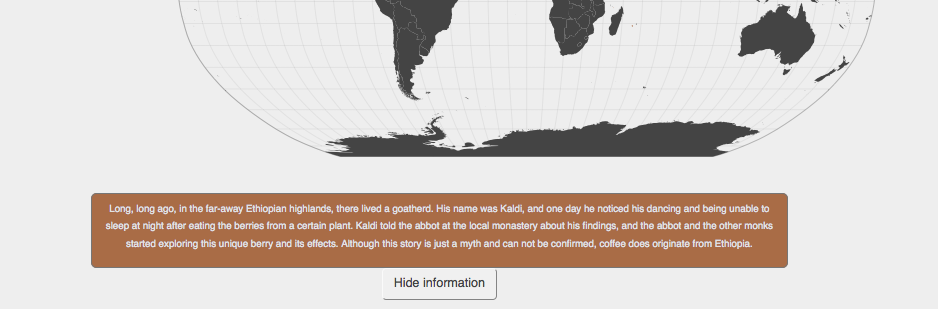 Long, long ago, in the far-away Ethiopian highlands, there lived a goatherd. His name was Kaldi, and one day he noticed his dancing and being unable to
sleep at night after eating the berries from a certain plant. Kaldi told the abbot at the local monastery about his findings, and the abbot and the other monks
started exploring this unique berry and its effects. Although this story is just a myth and can not be confirmed, coffee does originate from Ethiopia.
Hide information